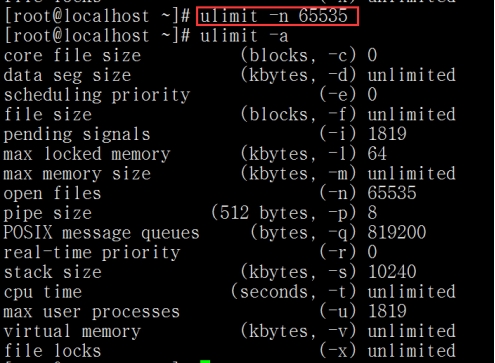 file locks (-x) unlimited
[root@localhost ~]# ulimit -n 65535
[root@localhost ~]# ulimit -a
core file size (blocks, -c) 0
data seg size (kbytes, -d) unlimited
scheduling priority (-e) 0
file size (blocks, -f) unlimited
pending signals (-i) 1819
max locked memory (kbytes, -l) 64
max memory size (kbytes, -m) unlimited
open files (-n) 65535
pipe size (512 bytes, -p) 8
POSIX message queues (bytes, -q) 819200
real-time priority (-r) 0
stack size (kbytes, -s) 10240
cpu time (seconds, -t) unlimited
max user processes (-u) 1819
virtual memory (kbytes, -v) unlimited
file locks (-x) unlimited